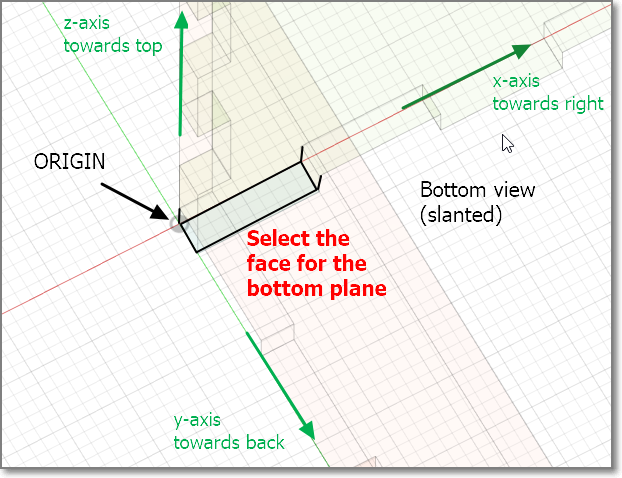 z-axis
towards top
x-axis
towards right
ORIGIN
Bottom view
(slanted)
Select the
face for the
bottom plane
y-axis
towards back